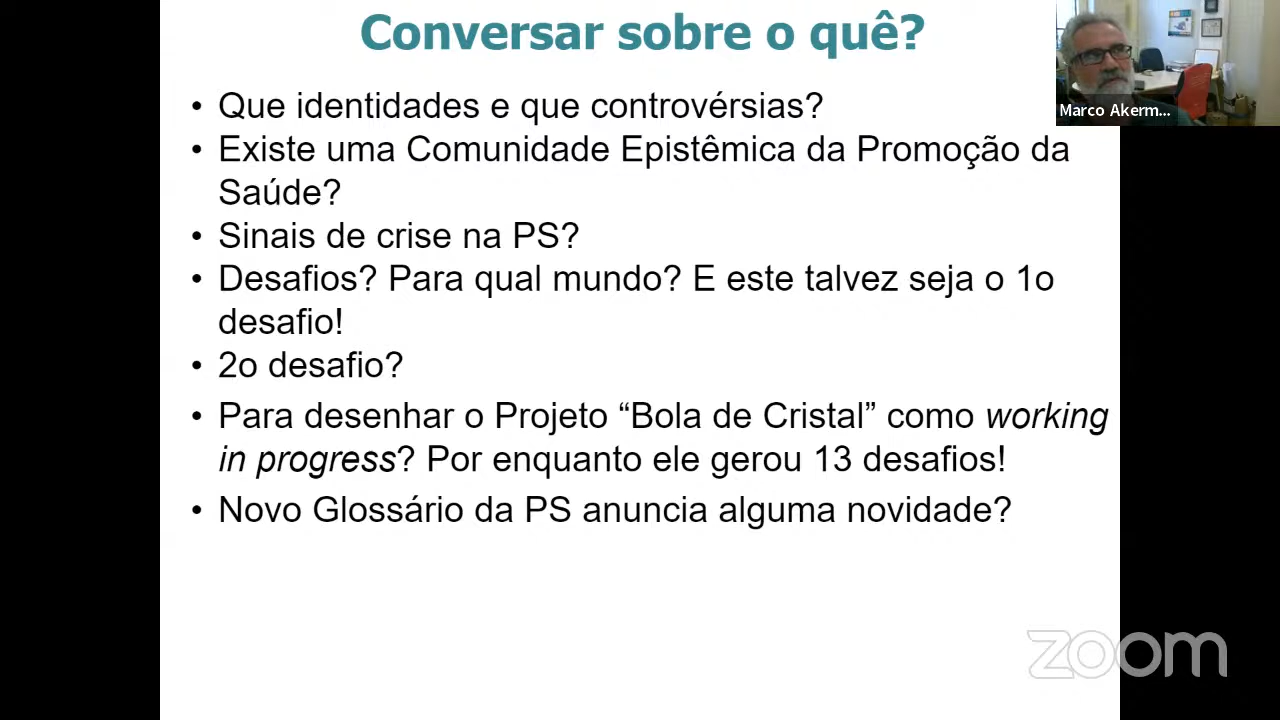 Conversar sobre o quê?
• Que identidades e que controvérsias?
• Existe uma Comunidade Epistêmica da Promoção da
Saúde?
• Sinais de crise na PS?
• Desafios? Para qual mundo? E este talvez seja o 1o
desafio!
• 2o desafio?
• Para desenhar o Projeto “Bola de Cristal” como working
in progress? Por enquanto ele gerou 13 desafios!
• Novo Glossário da PS anuncia alguma novidade?
Marco Akerm...
zoom